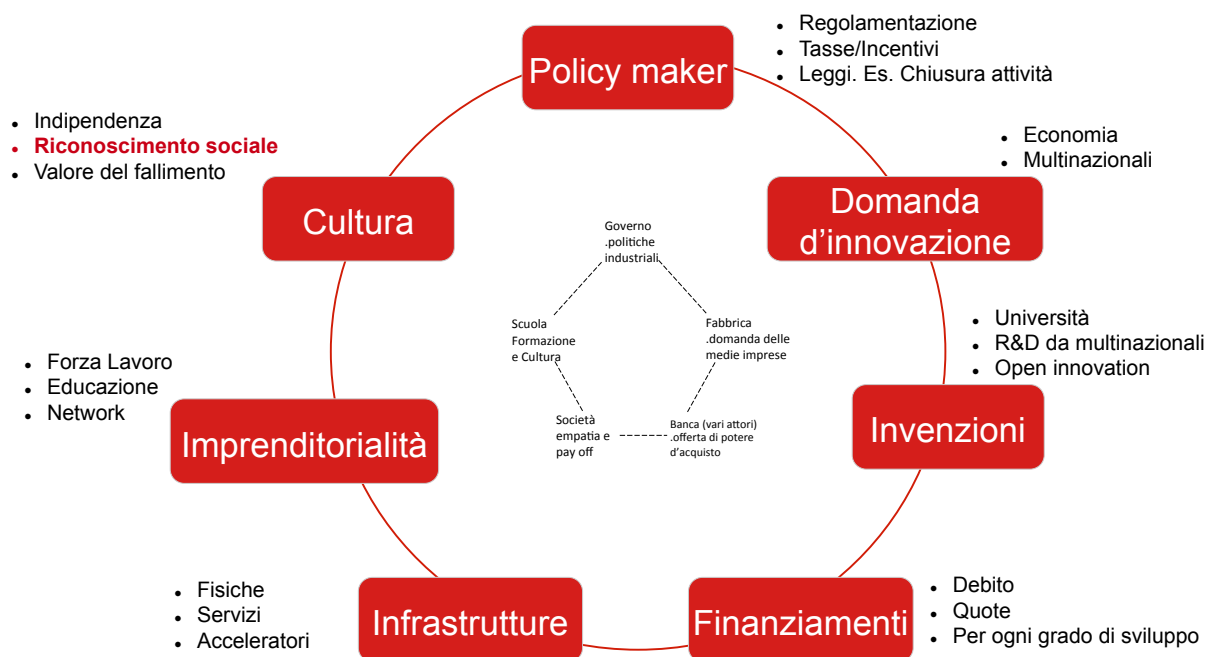 Policy maker
• Regolamentazione
• Tasse/Incentivi
• Leggi. Es. Chiusura attività
• Indipendenza
• Riconoscimento sociale
• Valore del fallimento
Cultura
• Economia
• Multinazionali
Domanda
d'innovazione
Governo
.politiche
industriali
Scuola
Formazione
e Cultura
Fabbrica
.domanda delle
medie imprese
Società
empatia e
pay off
Banca (vari attori)
.offerta di potere
d'acquisto
• Università
• R&D da multinazionali
• Open innovation
Invenzioni
• Forza Lavoro
• Educazione
• Network
Imprenditorialità
• Fisiche
• Servizi
• Acceleratori
Infrastrutture
Finanziamenti
• Debito
• Quote
• Per ogni grado di sviluppo